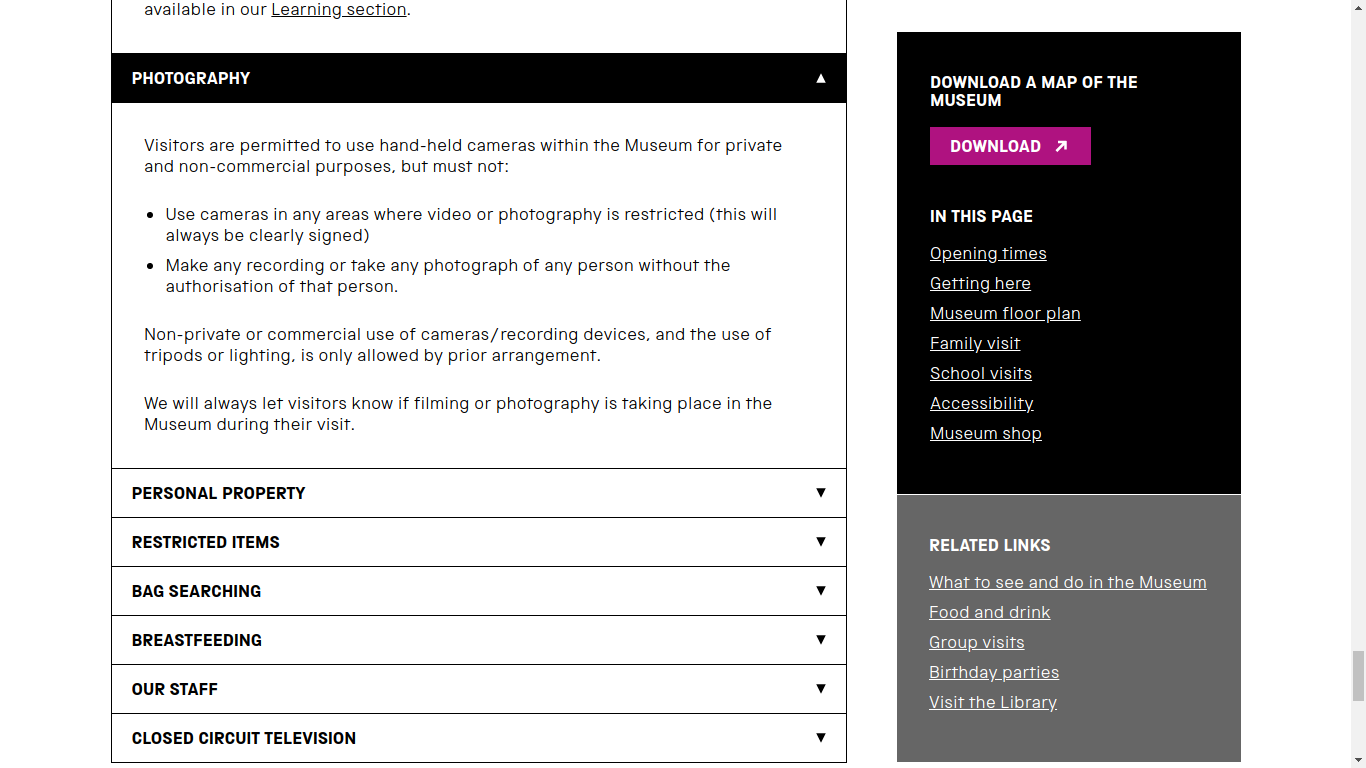 available in our Learning section.
PHOTOGRAPHY
Visitors are permitted to use hand-held cameras within the Museum for private
and non-commercial purposes, but must not:
Use cameras in any areas where video or photography is restricted (this will
always be clearly signed)
Make any recording or take any photograph of any person without the
authorisation of that person.
Non-private or commercial use of cameras/recording devices, and the use of
tripods or lighting, is only allowed by prior arrangement.
We will always let visitors know if filming or photography is taking place in the
Museum during their visit.
PERSONAL PROPERTY
RESTRICTED ITEMS
BAG SEARCHING
BREASTFEEDING
OUR STAFF
CLOSED CIRCUIT TELEVISION
DOWNLOAD A MAP OF THE
MUSEUM
DOWNLOAD
IN THIS PAGE
Opening times
Getting here
Museum floor plan
Family visit
School visits
Accessibility
Museum shop
RELATED LINKS
What to see and do in the Museum
Food and drink
Group visits
Birthday parties
Visit the Library